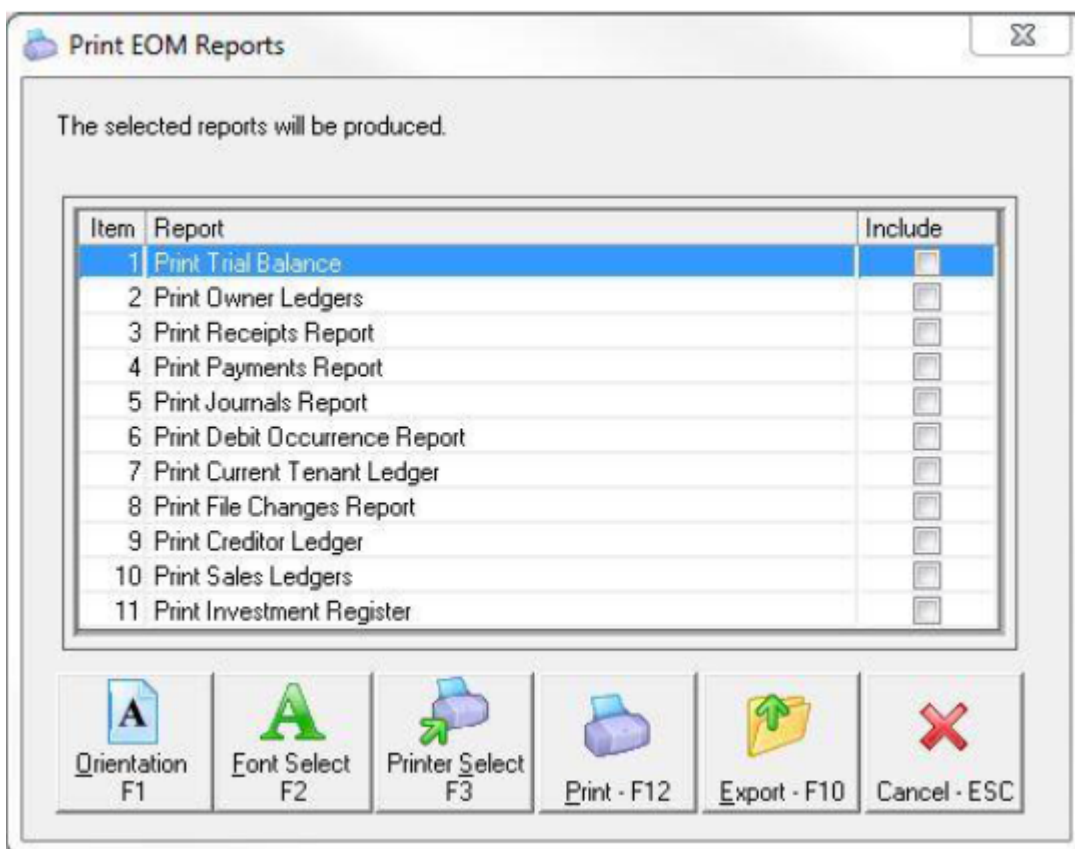 Print EOM Reports
The selected reports will be produced.
Item Report Include
1 Print Trial Balance
2 Print Owner Ledgers
3 Print Receipts Report
4 Print Payments Report
5 Print Journals Report
6 Print Debit Occurrence Report
7 Print Current Tenant Ledger
8 Print File Changes Report
9 Print Creditor Ledger
10 Print Sales Ledgers
11 Print Investment Register
A A
Orientation Font Select Printer Select
F1 F2 F3 Print - F12 Export - F10 Cancel - ESC